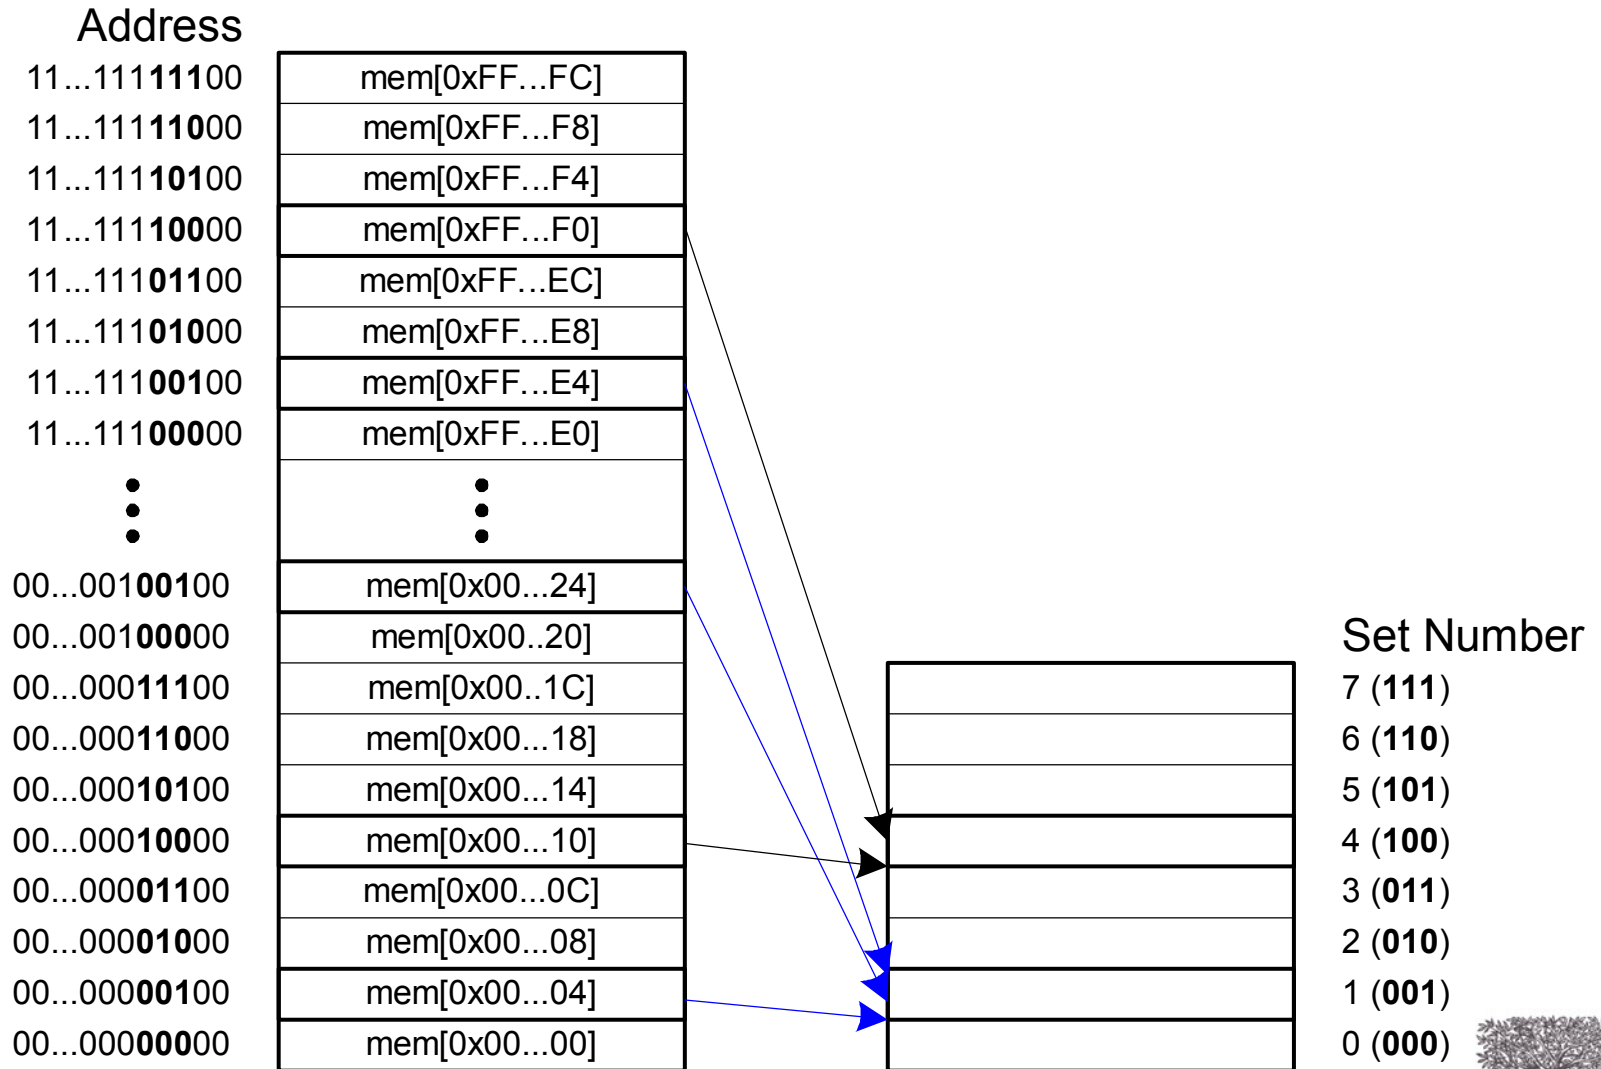 Address
11...11111100 mem[0xFF...FC]
11...11111000 mem[0xFF...F8]
11...11110100 mem[0xFF...F4]
11...11110000 mem[0xFF...F0]
11...11101100 mem[0xFF...EC]
11...11101000 mem[0xFF...E8]
11...11100100 mem[0xFF...E4]
11...11100000 mem[0xFF...E0]
00...00100100 mem[0x00...24]
00...00100000 mem[0x00..20] Set Number
00...00011100 mem[0x00..1C] 7 (111)
00...00011000 mem[0x00...18] 6 (110)
00...00010100 mem[0x00...14] 5 (101)
00...00010000 mem[0x00...10] 4 (100)
00...00001100 mem[0x00...0C] 3 (011)
00...00001000 mem[0x00...08] 2 (010)
00...00000100 mem[0x00...04] 1 (001)
00...00000000 mem[0x00...00] 0 (000)